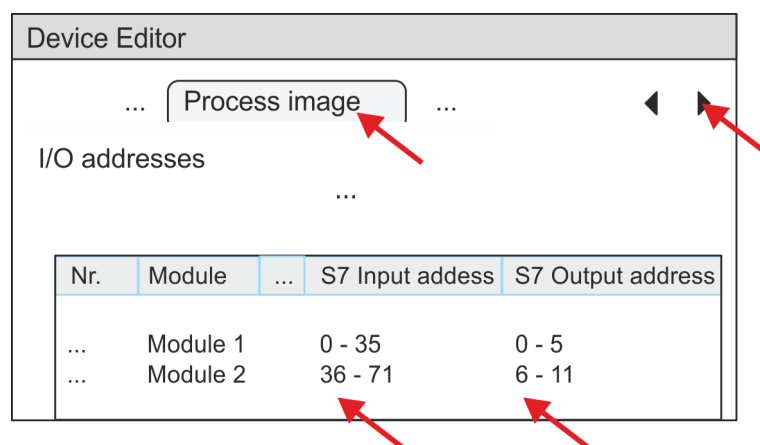 Device Editor
... Process image ...
I/O addresses
...
Nr. Module ... S7 Input addess S7 Output address
... Module 1 0 - 35 0 - 5
... Module 2 36 - 71 6 - 11